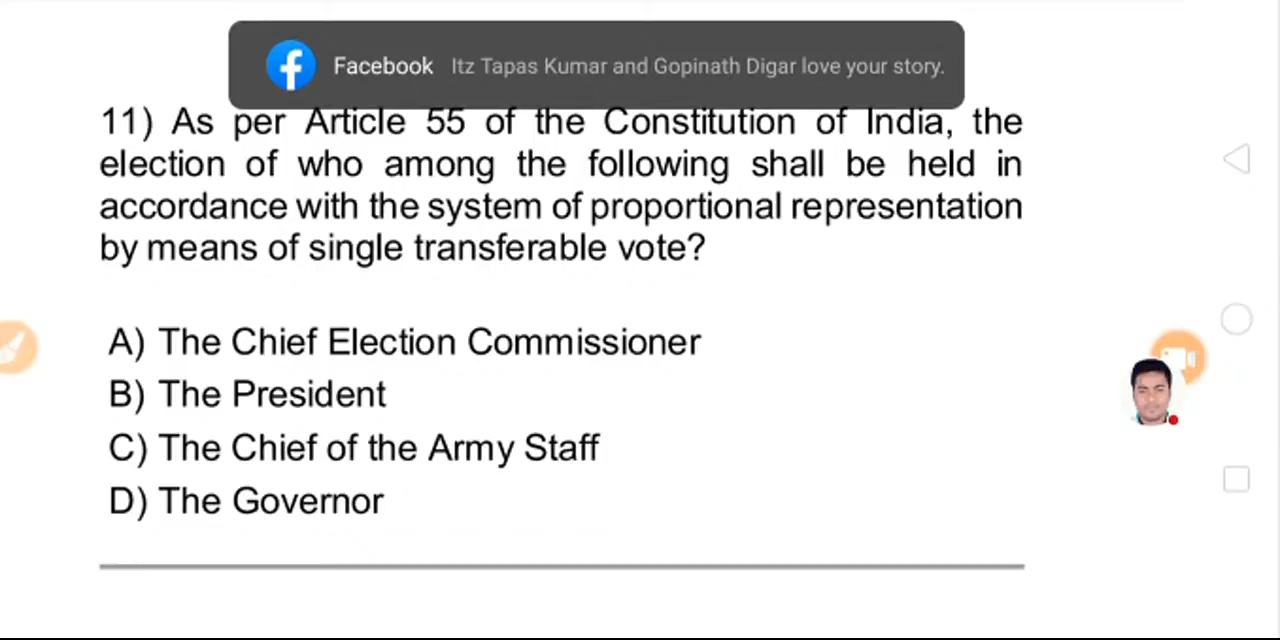 Facebook Itz Tapas Kumar and Gopinath Digar love your story.
11) As per Article 55 of the Constitution of India, the
election of who among the following shall be held in
accordance with the system of proportional representation
by means of single transferable vote?
A) The Chief Election Commissioner
B) The President
C) The Chief of the Army Staff
D) The Governor